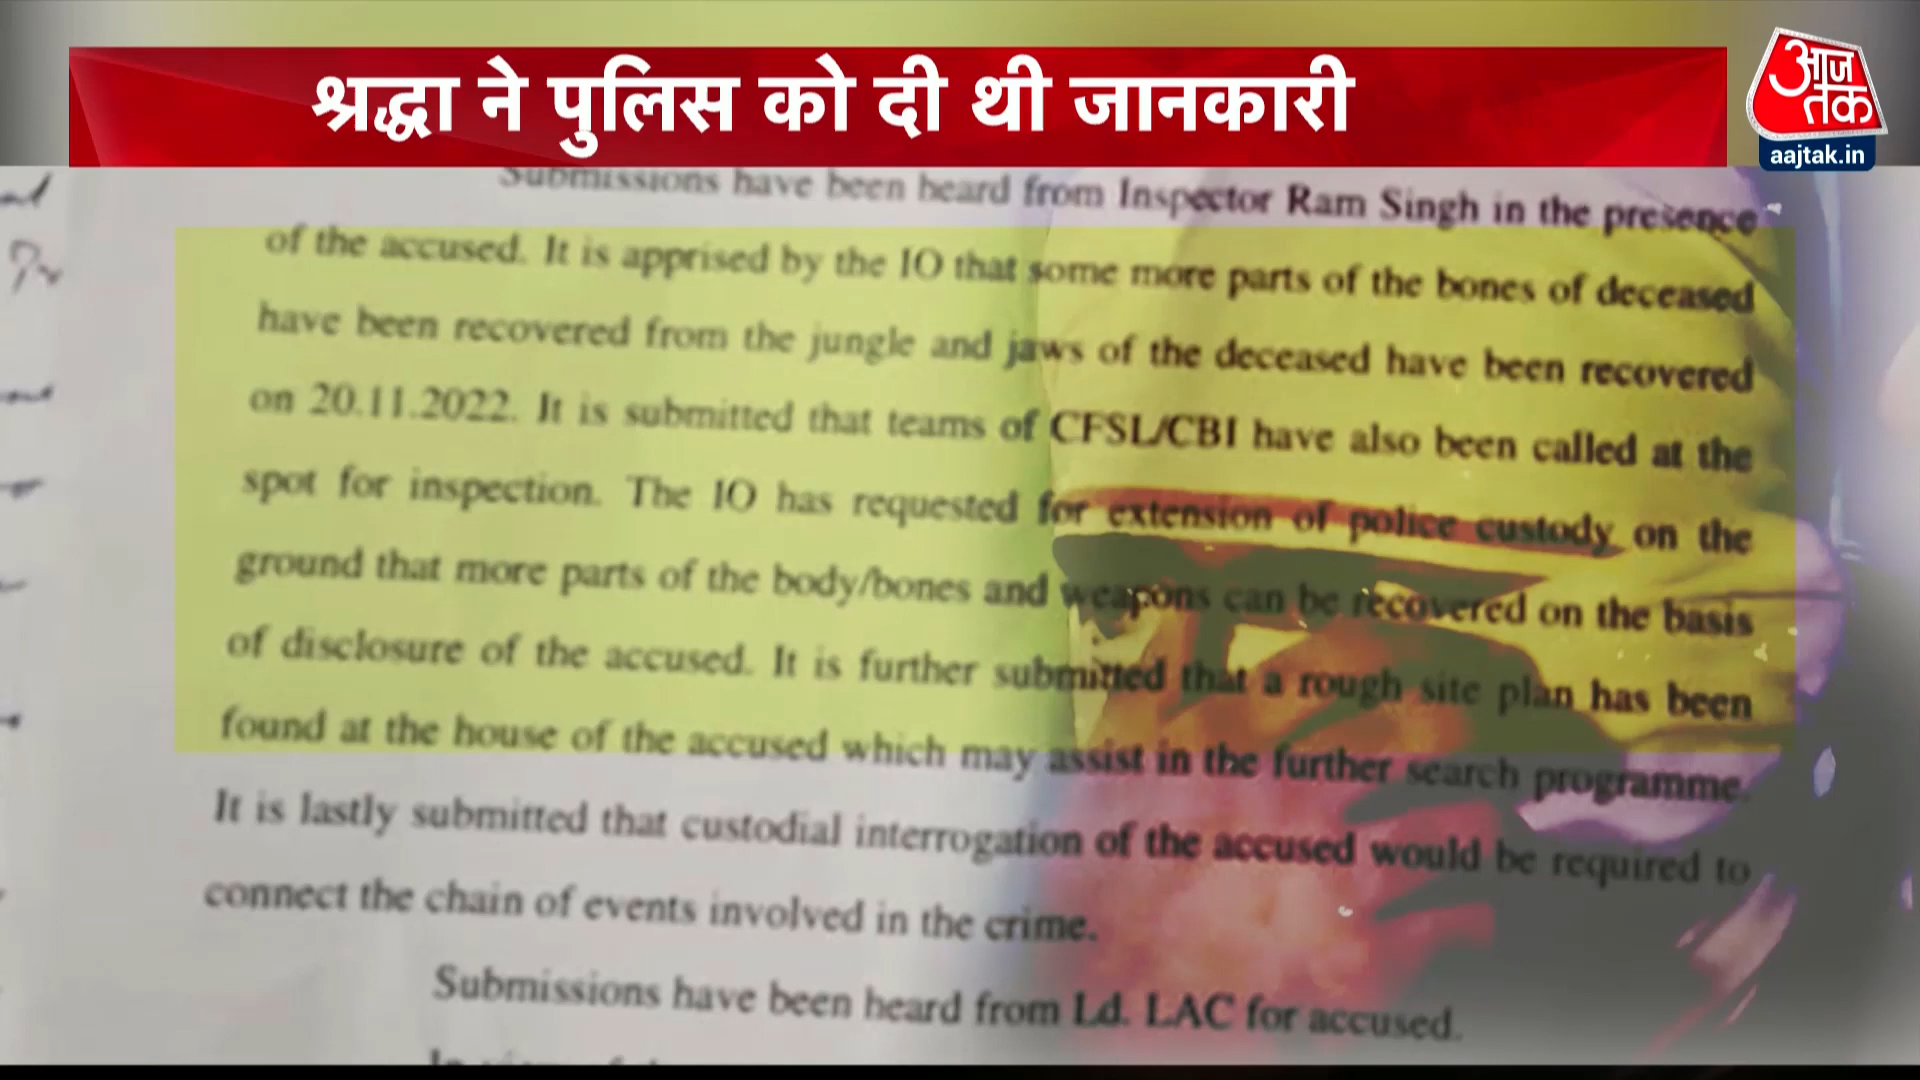 श्रद्धा ने पुलिस को दी थी जानकारी
आज
तक
aajtak.in
Submissions have been heard from Inspector Ram Singh in the presence
of the accused. It is apprised by the IO that some more parts of the bones of deceased
have been recovered from the jungle and jaws of the deceased have been recovered
on 20.11.2022. It is submitted that teams of CFSL/CBI have also been called at the
spot for inspection. The IO has requested for extension of police custody on the
ground that more parts of the body/bones and weapons can be recovered on the basis
of disclosure of the accused. It is further submitted that a rough site plan has been
found at the house of the accused which may assist in the further search programme.
It is lastly submitted that custodial interrogation of the accused would be required to
connect the chain of events involved in the crime.
Submissions have been heard from Ld. LAC for accused.